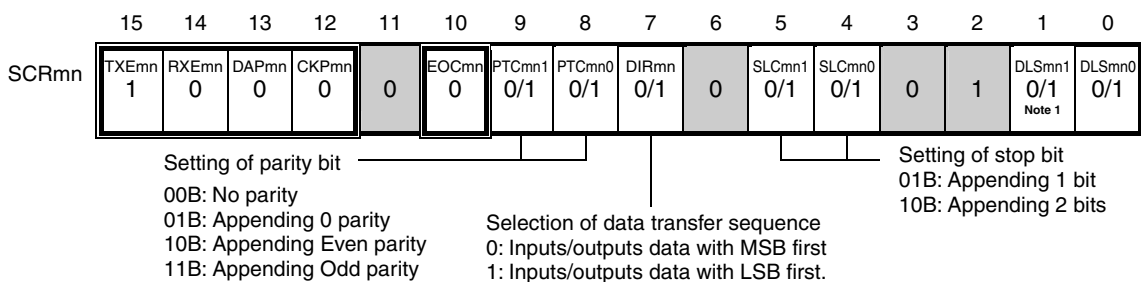 15 14 13 12 11 10 9 8 7 6 5 4 3 2 1 0
SCRmn
TXEmn RXEmn DAPmn CKPmn EOCmn PTCmn1 PTCmn0 DIRmn SLCmn1 SLCmn0 DLSmn1 DLSmn0
1 0 0 0 0 0 0/1 0/1 0/1 0 0/1 0/1 0 1 0/1 0/1
Note 1
Setting of parity bit
00B: No parity
01B: Appending 0 parity
10B: Appending Even parity
11B: Appending Odd parity
Selection of data transfer sequence
0: Inputs/outputs data with MSB first
1: Inputs/outputs data with LSB first.
Setting of stop bit
01B: Appending 1 bit
10B: Appending 2 bits